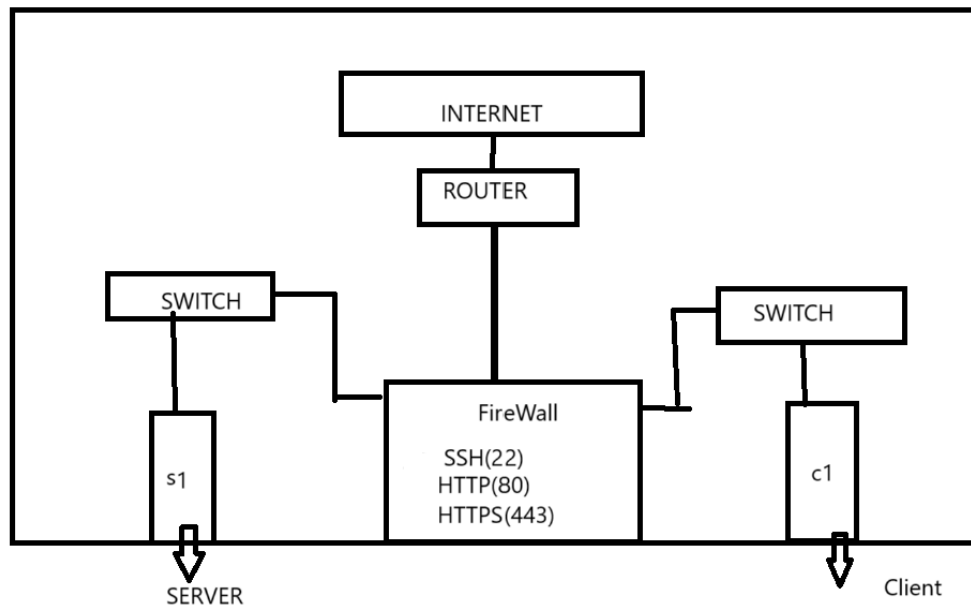 INTERNET
ROUTER
SWITCH
SWITCH
FireWall
SSH(22)
HTTP(80)
HTTPS(443)
s1
c1
SERVER
Client